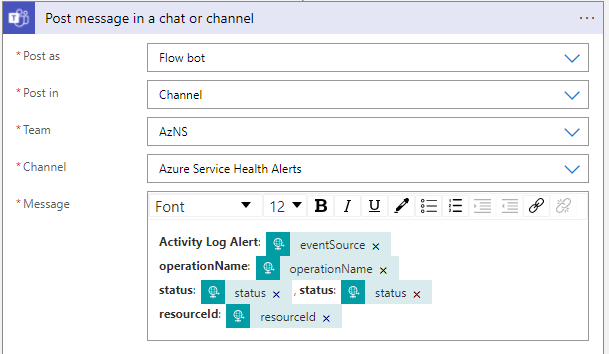 Post message in a chat or channel ...
* Post as Flow bot
* Post in Channel
* Team AzNS
* Channel Azure Service Health Alerts
* Message Font 12 B I U
Activity Log Alert: eventSource ×
operationName: operationName ×
status: status × , status: status ×
resourceId: resourceId ×